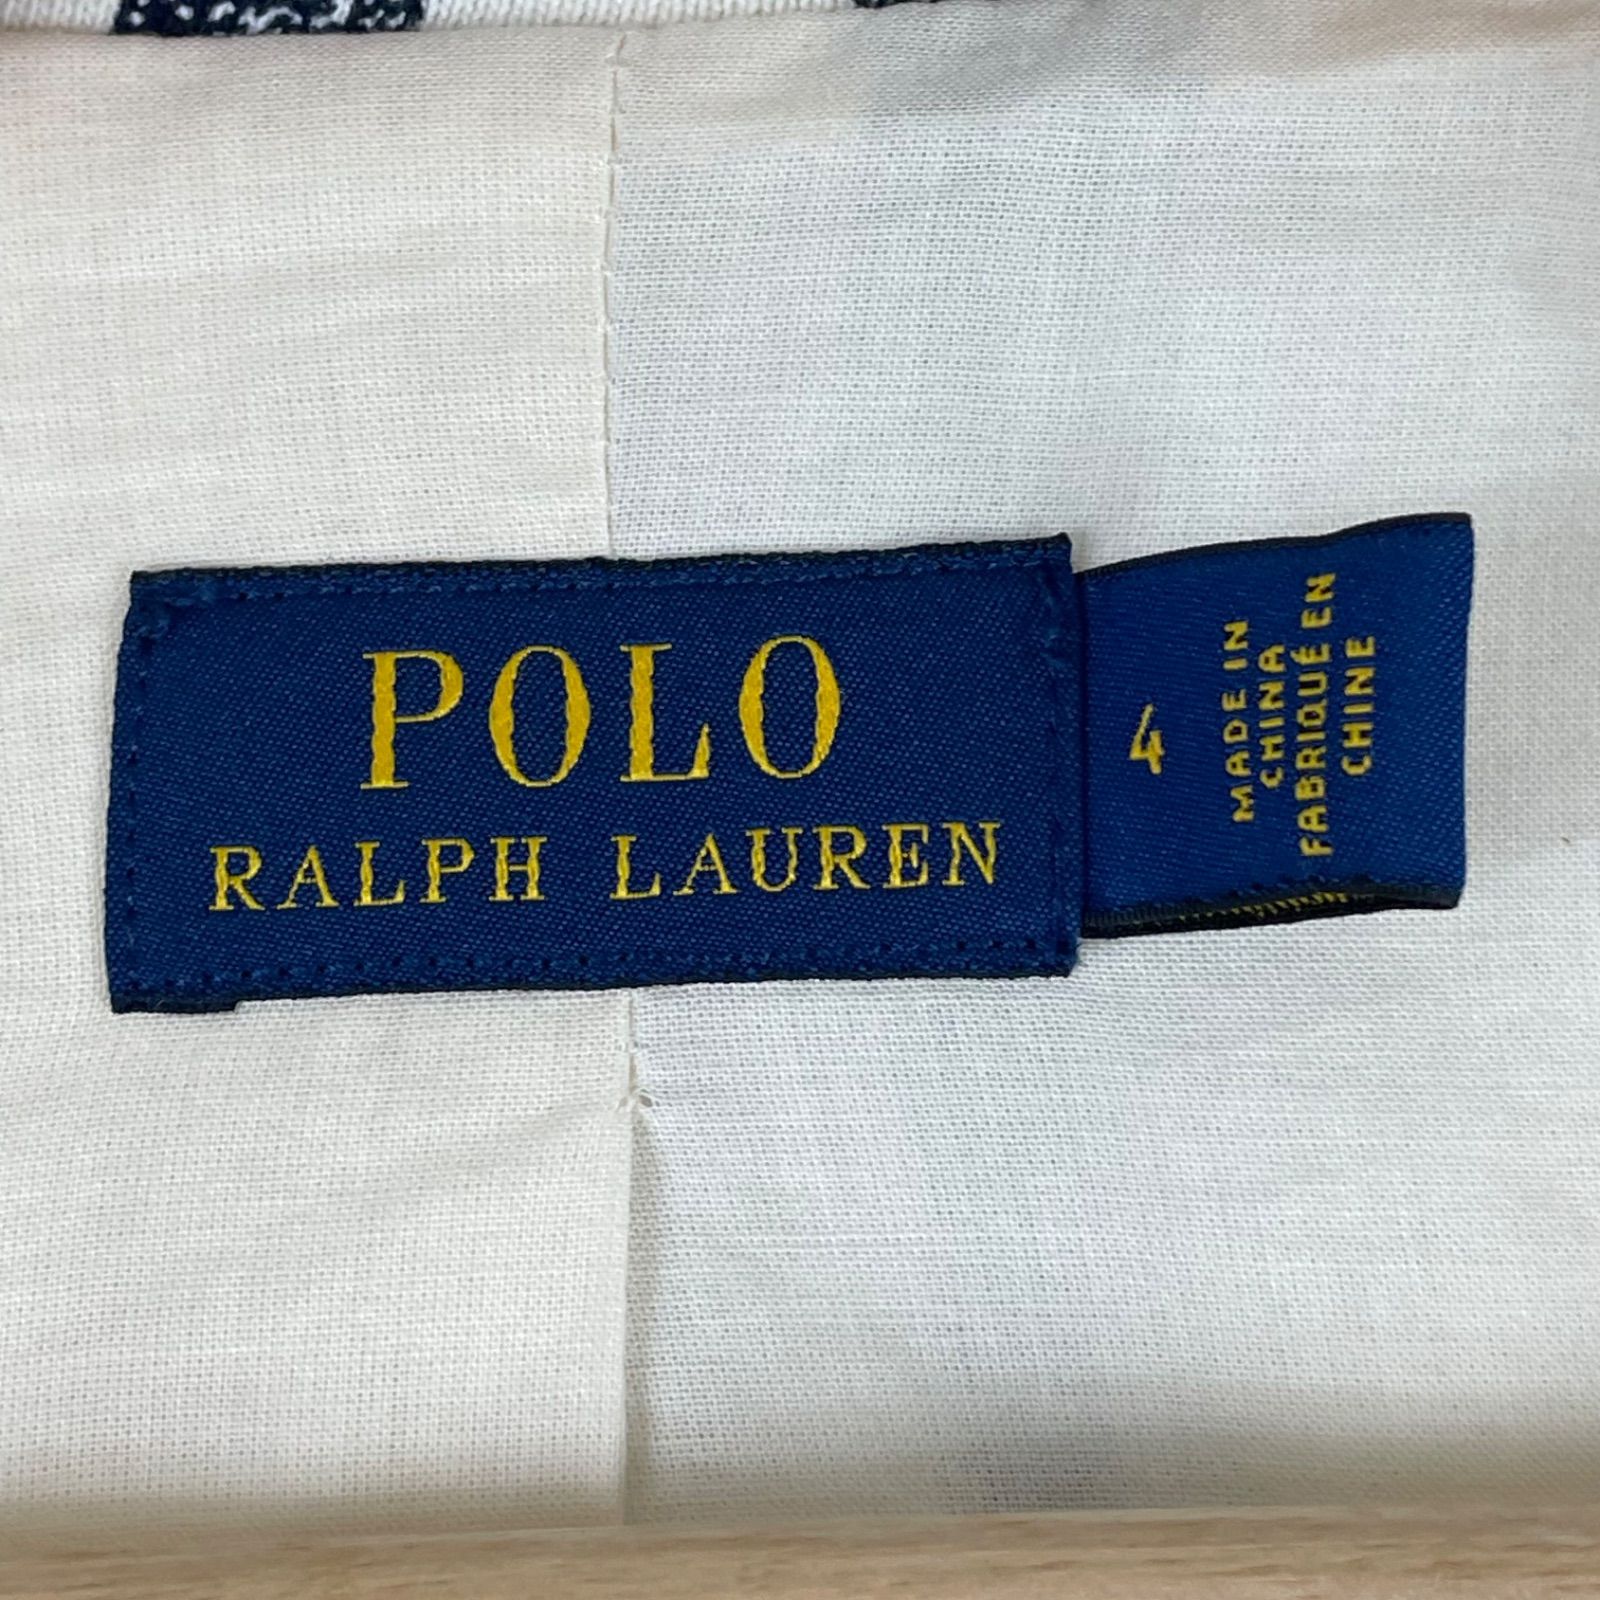 POLO
RALPH LAUREN
4
MADE IN
CHINA
FABRIQUÉ EN
CHINE